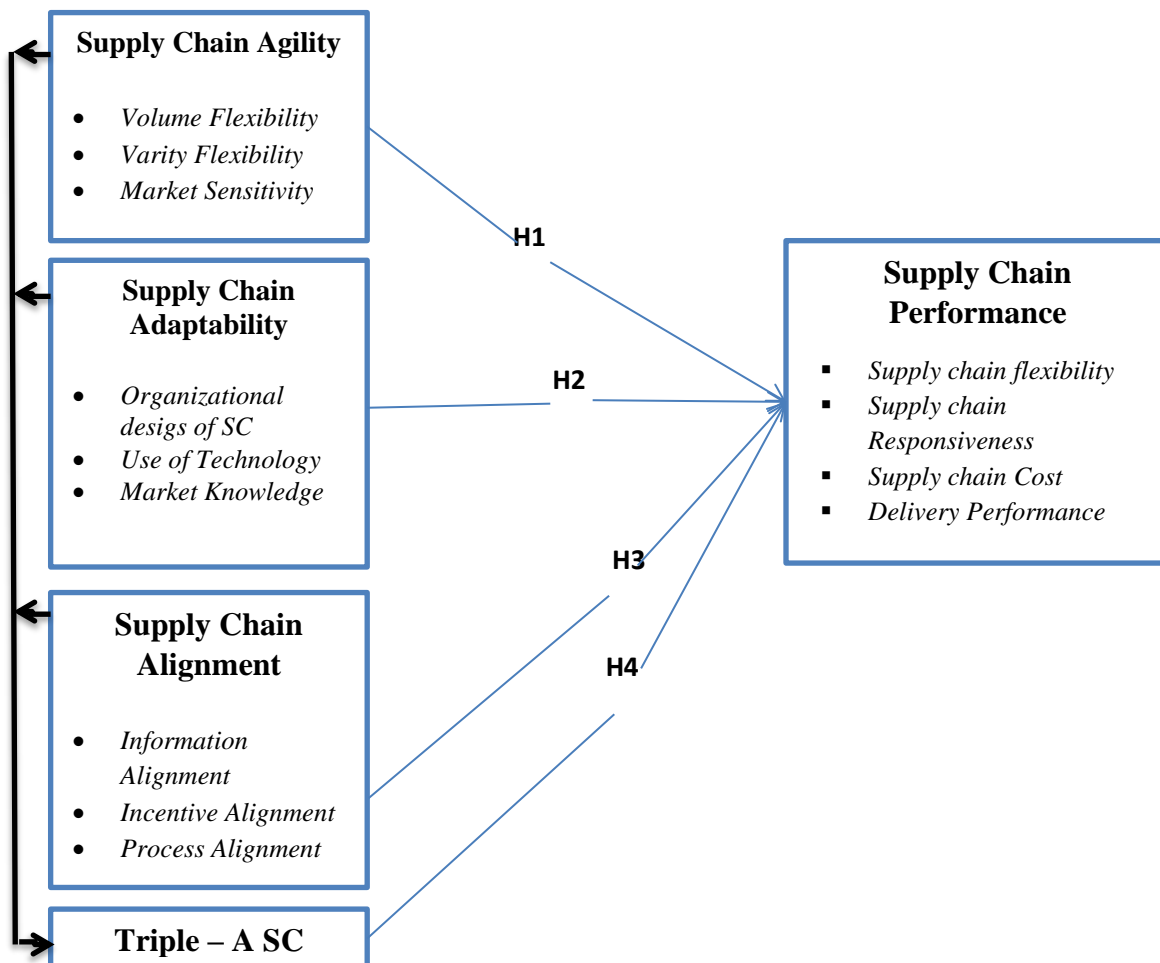 Supply Chain Agility
• Volume Flexibility
• Varity Flexibility
• Market Sensitivity
Supply Chain
Adaptability
• Organizational
desigs of SC
• Use of Technology
• Market Knowledge
Supply Chain
Alignment
• Information
Alignment
• Incentive Alignment
• Process Alignment
Triple – A SC
H1
H2
H3
H4
Supply Chain
Performance
▪ Supply chain flexibility
▪ Supply chain
Responsiveness
▪ Supply chain Cost
▪ Delivery Performance